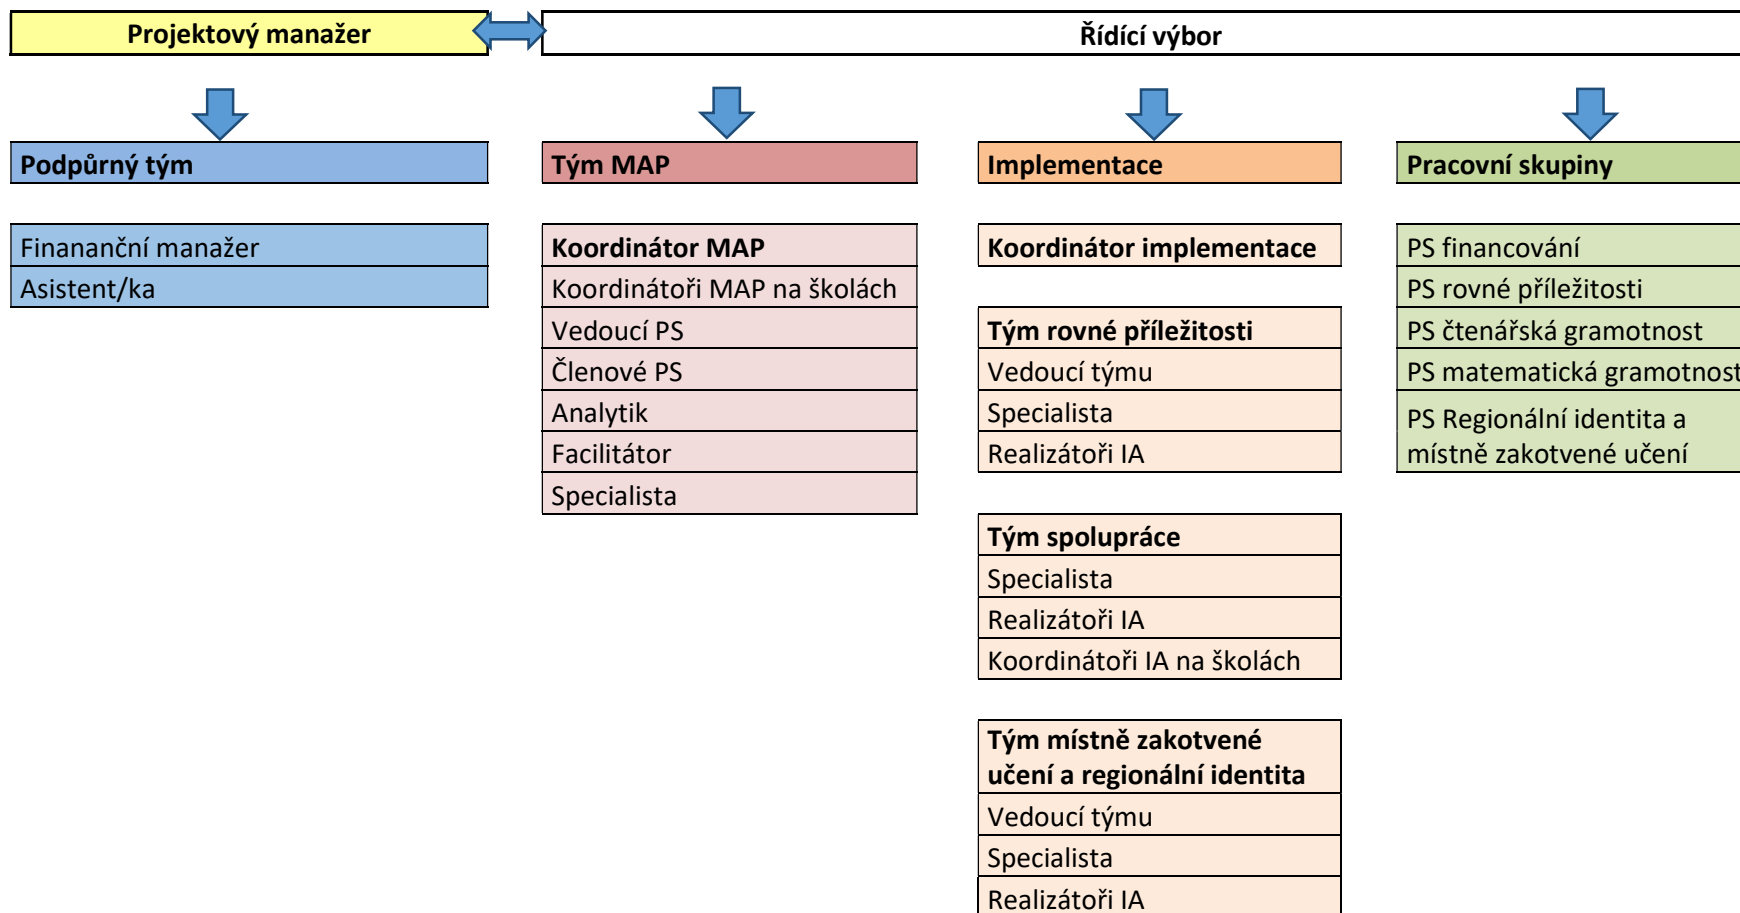 Projektový manažer
Řídící výbor
Podpůrný tým
Finananční manažer
Asistent/ka
Tým MAP
Koordinátor MAP
Koordinátoři MAP na školách
Vedoucí PS
Členové PS
Analytik
Facilitátor
Specialista
Implementace
Koordinátor implementace
Tým rovné příležitosti
Vedoucí týmu
Specialista
Realizátoři IA
Tým spolupráce
Specialista
Realizátoři IA
Koordinátoři IA na školách
Tým místně zakotvené
učení a regionální identita
Vedoucí týmu
Specialista
Realizátoři IA
Pracovní skupiny
PS financování
PS rovné příležitosti
PS čtenářská gramotnost
PS matematická gramotnost
PS Regionální identita a
místně zakotvené učení